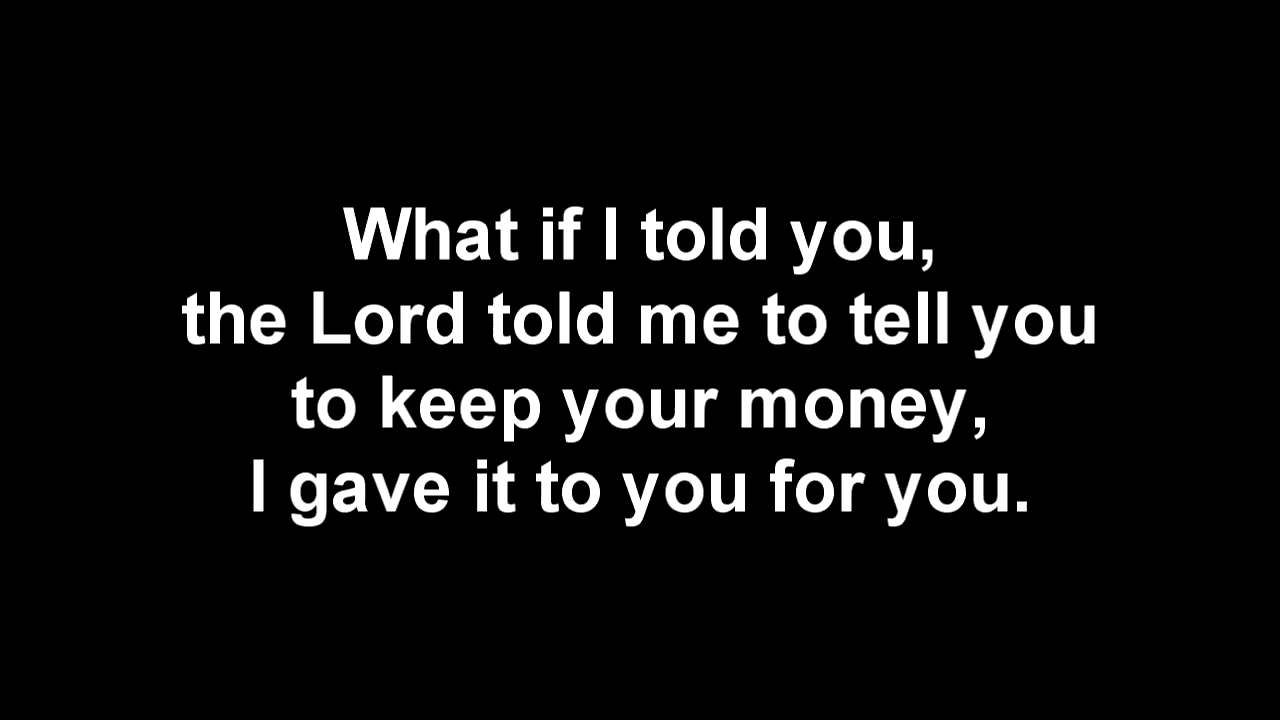 What if I told you,
the Lord told me to tell you
to keep your money,
I gave it to you for you.